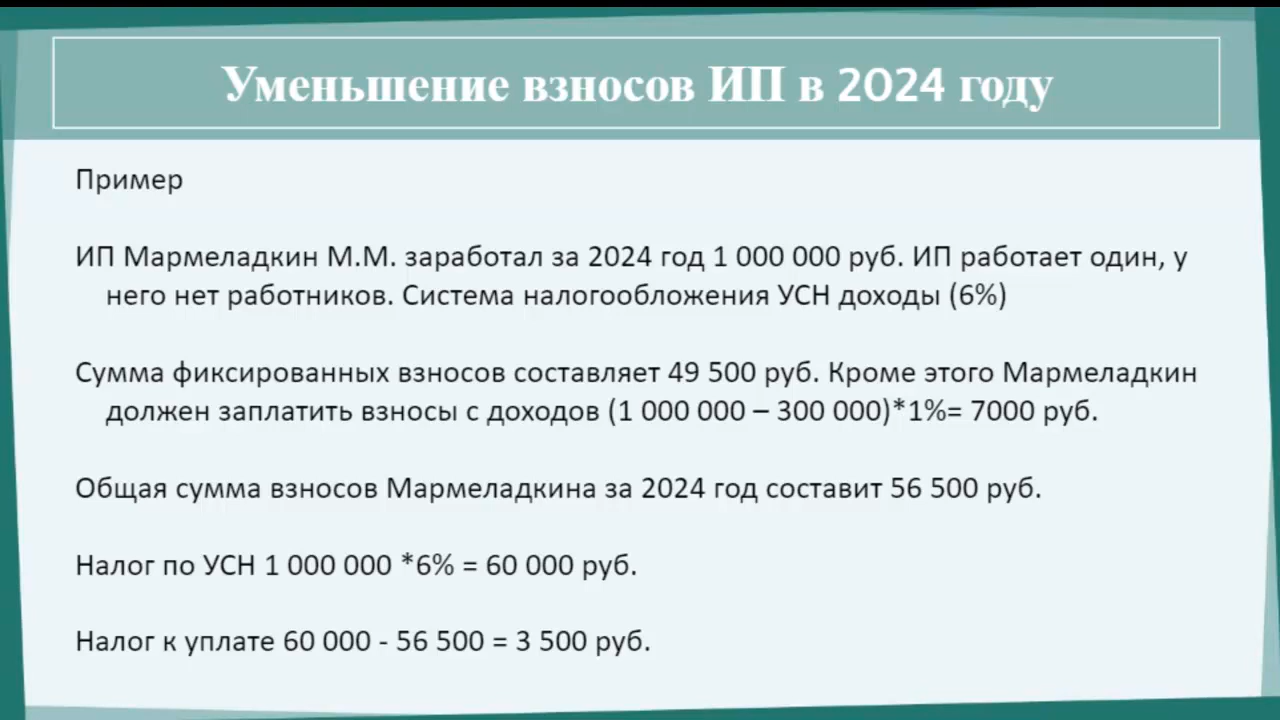 Уменьшение взносов ИП в 2024 году
Пример
ИП Мармеладкин М.М. заработал за 2024 год 1 000 000 руб. ИП работает один, у
него нет работников. Система налогообложения УСН доходы (6%)
Сумма фиксированных взносов составляет 49 500 руб. Кроме этого Мармеладкин
должен заплатить взносы с доходов (1 000 000 – 300 000)*1%= 7000 руб.
Общая сумма взносов Мармеладкина за 2024 год составит 56 500 руб.
Налог по УСН 1 000 000 *6% = 60 000 руб.
Налог к уплате 60 000 - 56 500 = 3 500 руб.